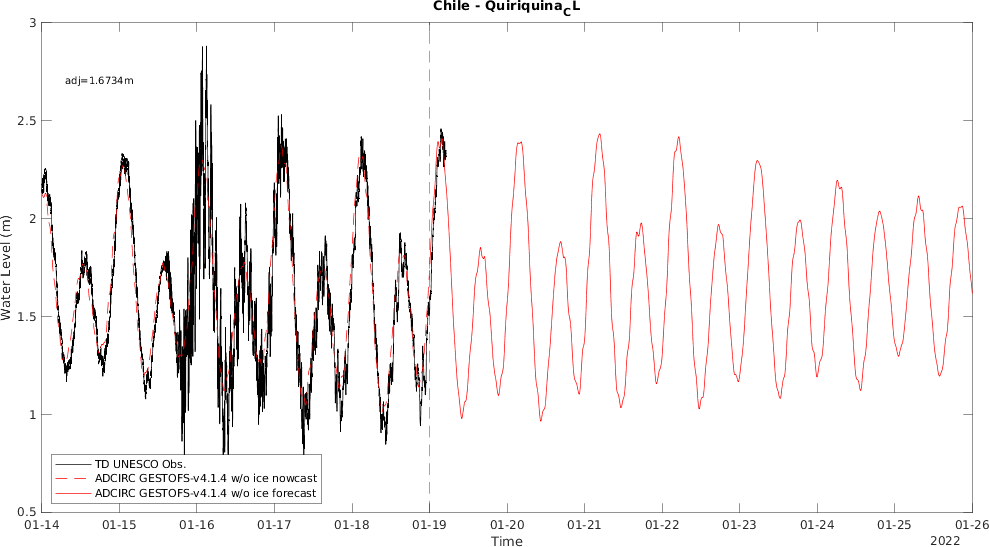 Chile - Quiriquina_CL
3
adj=1.6734m
2.5
2
Water Level (m)
1.5
1
TD UNESCO Obs.
ADCIRC GESTOFS-v4.1.4 w/o ice nowcast
ADCIRC GESTOFS-v4.1.4 w/o ice forecast
0.5
01-14 01-15 01-16 01-17 01-18 01-19 01-20 01-21 01-22 01-23 01-24 01-25 01-26
Time
2022